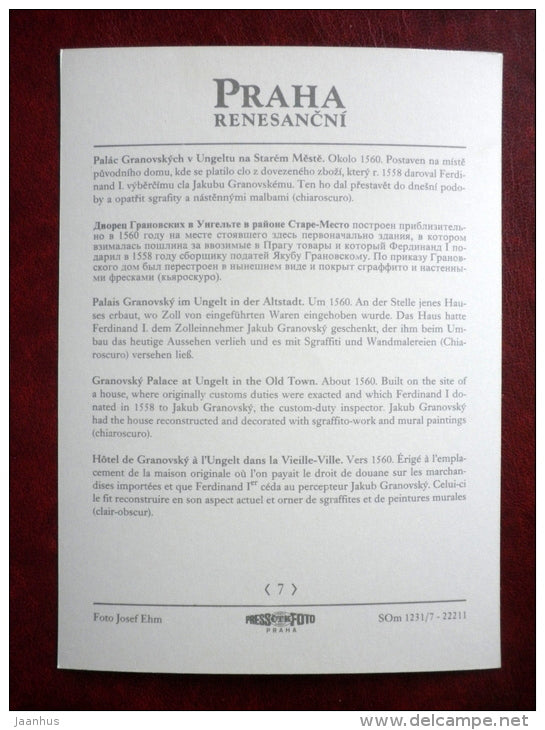 PRAHA
RENESANČNÍ
Palác Granovských v Ungeltu na Starém Městě. Okolo 1560. Postaven na místě
původního domu, kde se platilo clo z dovezeného zboží, který r. 1558 daroval Ferdi-
nand I. výběrčímu cla Jakubu Granovskému. Ten ho dal přestavět do dnešní podo-
by a opatřit sgrafity a nástěnnými malbami (chiaroscuro).
Дворец Грановских в Унгельте в районе Старе-Место построен приблизитель-
но в 1560 году на месте стоявшего здесь первоначально здания, в котором
взималась пошлина за ввозимые в Прагу товары и который Фердинанд I по-
дарил в 1558 году сборщику податей Якубу Грановскому. По приказу Гранов-
ского дом был перестроен в нынешнем виде и покрыт сграффито и настенны-
ми фресками (кьяроскуро).
Palais Granovský im Ungelt in der Altstadt. Um 1560. An der Stelle jenes Hau-
ses erbaut, wo Zoll von eingeführten Waren eingehoben wurde. Das Haus hatte
Ferdinand I. dem Zolleinnehmer Jakub Granovský geschenkt, der ihm beim Um-
bau das heutige Aussehen verlieh und es mit Sgraffiti und Wandmalereien (Chia-
roscuro) versehen ließ.
Granovský Palace at Ungelt in the Old Town. About 1560. Built on the site of
a house, where originally customs duties were exacted and which Ferdinand I do-
nated in 1558 to Jakub Granovský, the custom-duty inspector. Jakub Granovský
had the house reconstructed and decorated with sgraffito-work and mural paintings
(chiaroscuro).
Hôtel de Granovský à l'Ungelt dans la Vieille-Ville. Vers 1560. Érigé à l'empla-
cement de la maison originale où l'on payait le droit de douane sur les marchan-
dises importées et que Ferdinand Ier céda au percepteur Jakub Granovský. Celui-ci
le fit reconstruire en son aspect actuel et orner de sgraffites et de peintures murales
(clair-obscur).
⟨ 7 ⟩
Foto Josef Ehm
PRESS ČTK FOTO
PRAHA
SOm 1231/7 - 22211
Jaanhus
www.delcampe.net